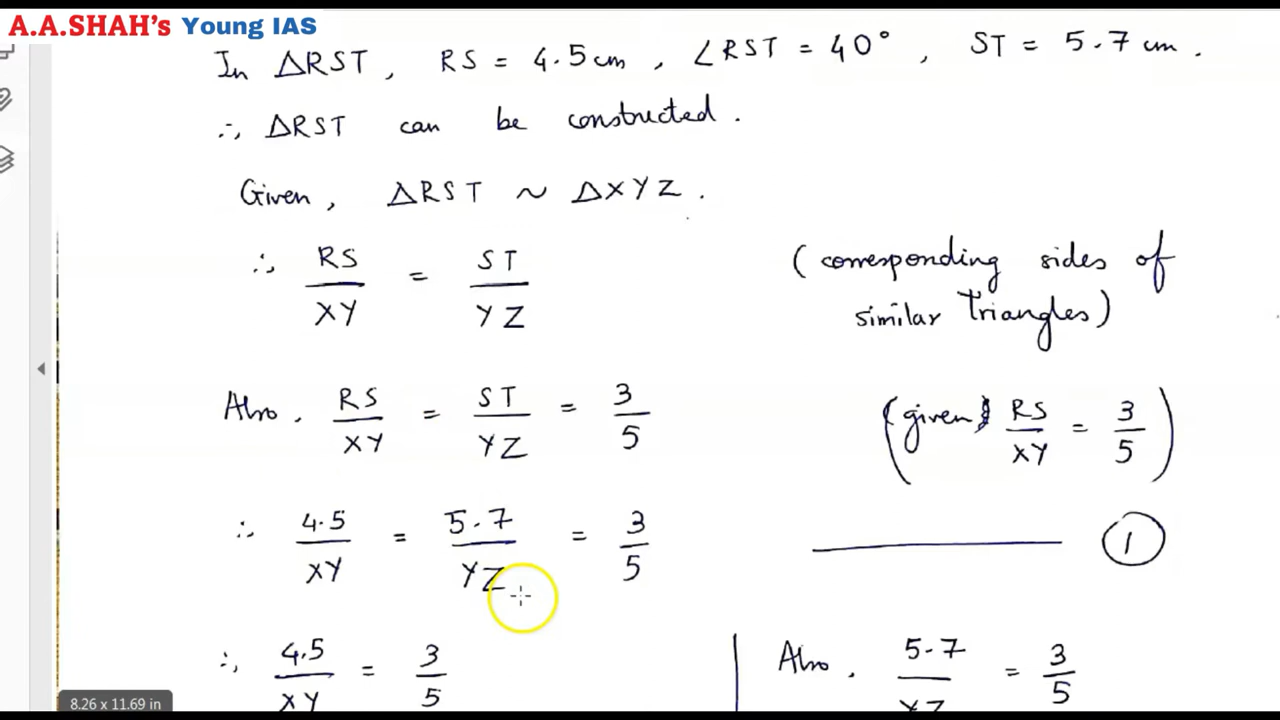 A.A.SHAH's Young IAS
In △RST, RS = 4.5 cm, ∠RST = 40°, ST = 5.7 cm.
∴ △RST can be constructed.
Given, △RST ~ △XYZ.
∴ RS/XY = ST/YZ (corresponding sides of
similar triangles)
Also, RS/XY = ST/YZ = 3/5 (given RS/XY = 3/5)
∴ 4.5/XY = 5.7/YZ = 3/5 ——— 1
∴ 4.5/XY = 3/5 | Also, 5.7/YZ = 3/5
8.26 x 11.69 in